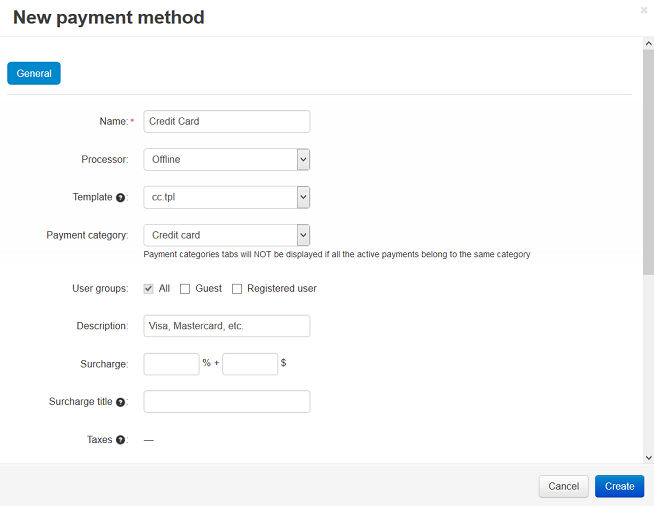 New payment method
General
Name: *
Credit Card
Processor:
Offline
Template ?:
cc.tpl
Payment category:
Credit card
Payment categories tabs will NOT be displayed if all the active payments belong to the same category
User groups: All Guest Registered user
Description:
Visa, Mastercard, etc.
Surcharge: % + $
Surcharge title ?:
Taxes ?: —
Cancel Create